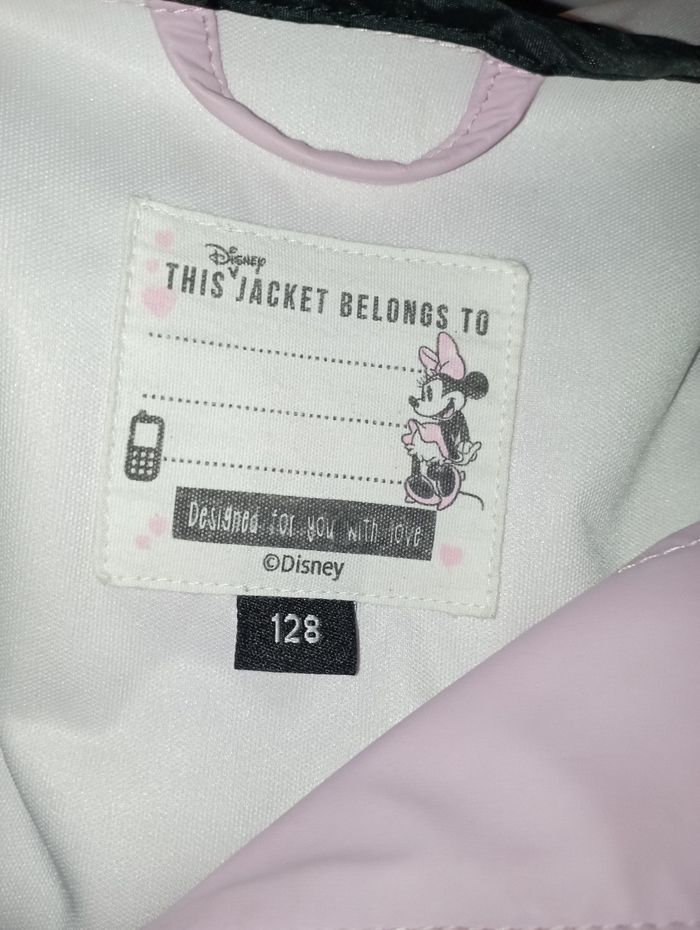 Disney
THIS JACKET BELONGS TO
Designed for you with love
©Disney
128